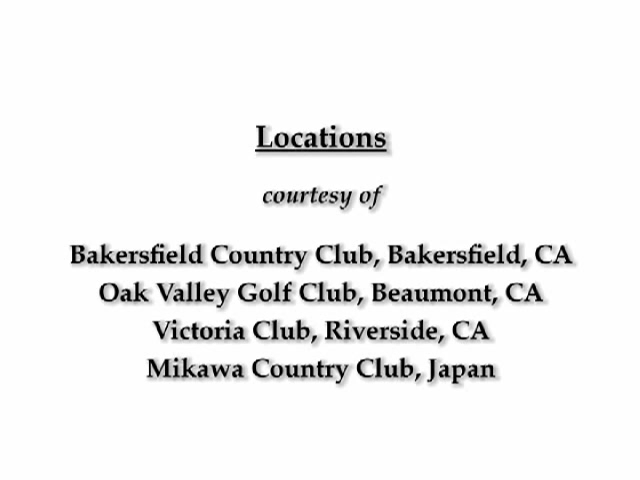 Locations
courtesy of
Bakersfield Country Club, Bakersfield, CA
Oak Valley Golf Club, Beaumont, CA
Victoria Club, Riverside, CA
Mikawa Country Club, Japan